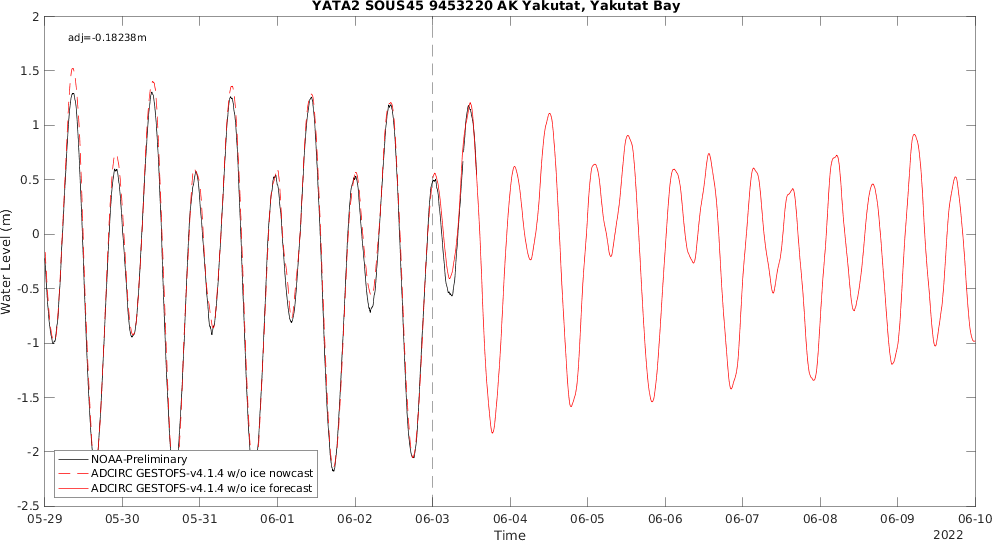 YATA2 SOUS45 9453220 AK Yakutat, Yakutat Bay
adj=-0.18238m
Water Level (m)
2
1.5
1
0.5
0
-0.5
-1
-1.5
-2
-2.5
NOAA-Preliminary
ADCIRC GESTOFS-v4.1.4 w/o ice nowcast
ADCIRC GESTOFS-v4.1.4 w/o ice forecast
05-29 05-30 05-31 06-01 06-02 06-03 06-04 06-05 06-06 06-07 06-08 06-09 06-10
Time
2022